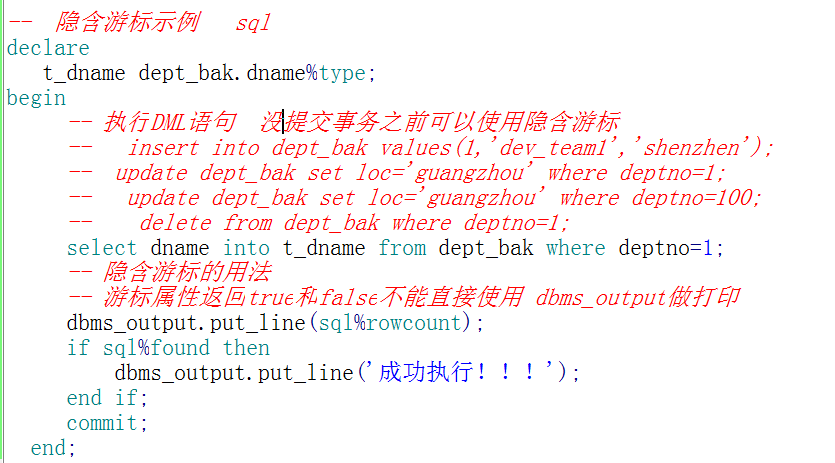 -- 隐含游标示例 sql
declare
t_dname dept_bak.dname%type;
begin
-- 执行DML语句 没提交事务之前可以使用隐含游标
-- insert into dept_bak values(1,'dev_team1','shenzhen');
-- update dept_bak set loc='guangzhou' where deptno=1;
-- update dept_bak set loc='guangzhou' where deptno=100;
-- delete from dept_bak where deptno=1;
select dname into t_dname from dept_bak where deptno=1;
-- 隐含游标的用法
-- 游标属性返回true和false不能直接使用 dbms_output做打印
dbms_output.put_line(sql%rowcount);
if sql%found then
dbms_output.put_line('成功执行！！！');
end if;
commit;
end;